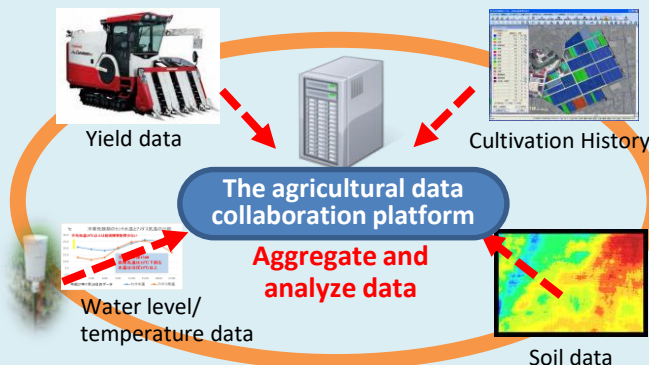 Yield data
Cultivation History
The agricultural data
collaboration platform
Aggregate and
analyze data
Water level/
temperature data
Soil data